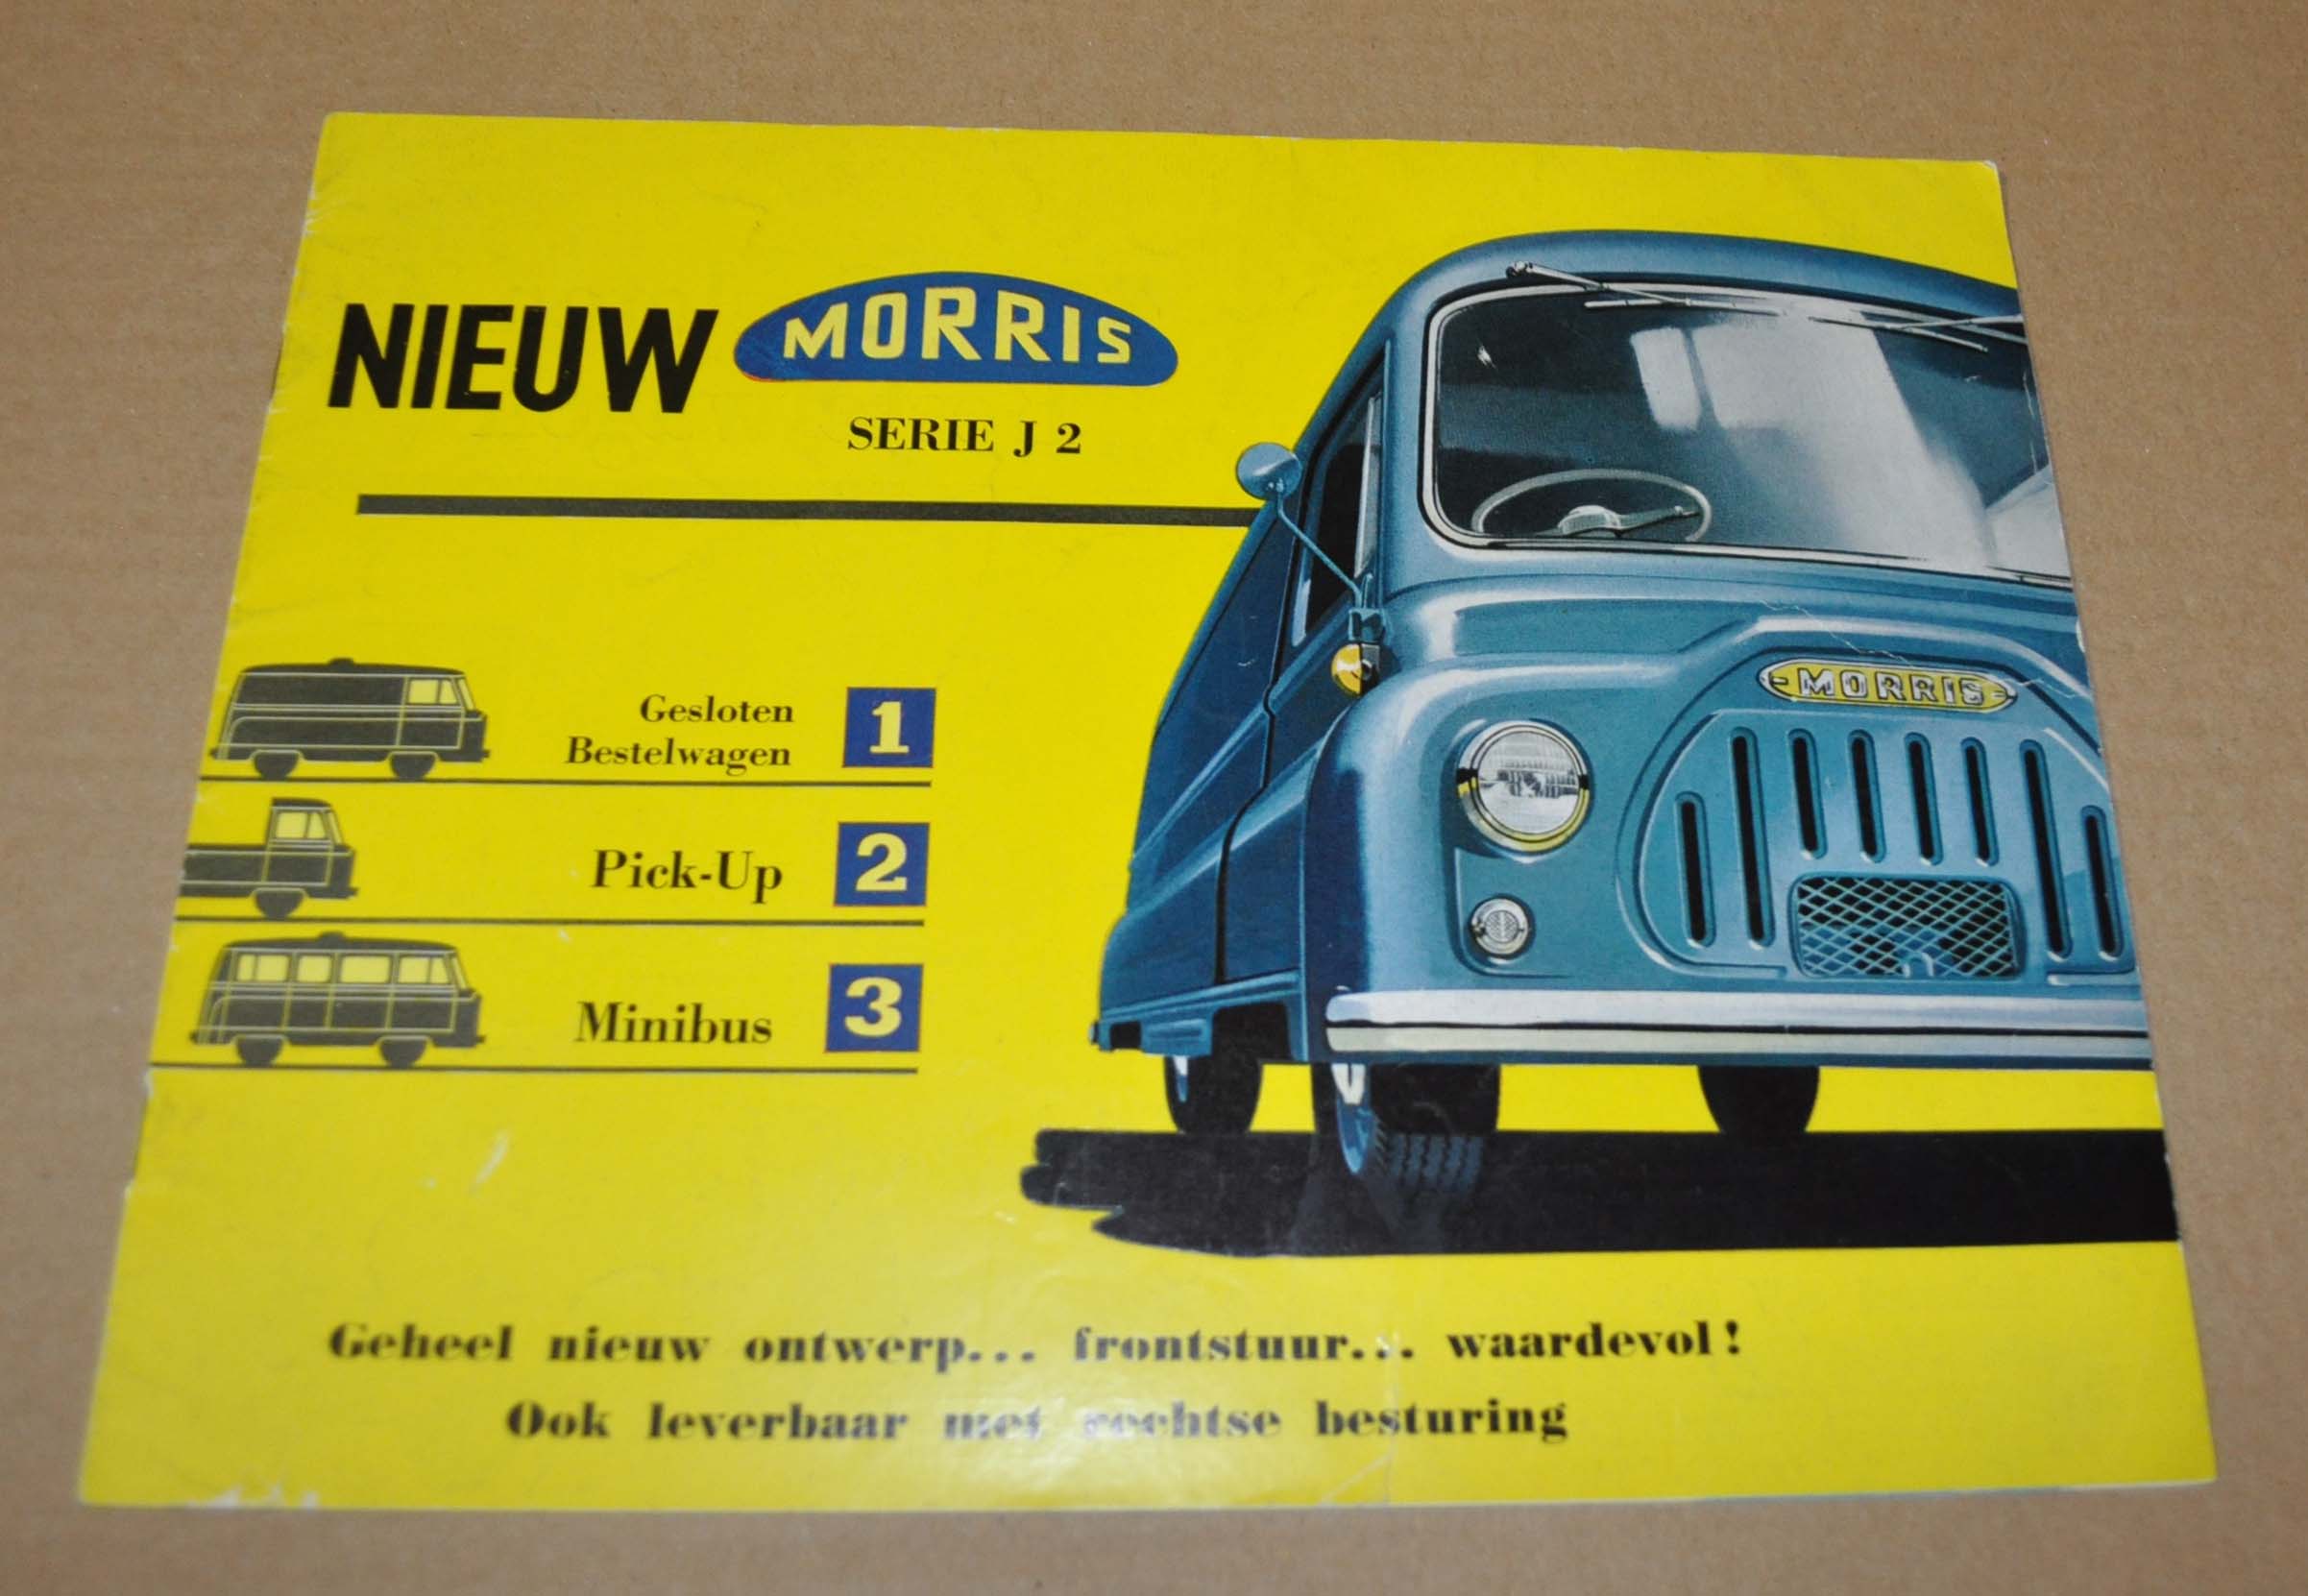 NIEUW MORRIS
SERIE J 2
MORRIS
Gesloten
Bestelwagen 1
Pick-Up 2
Minibus 3
Geheel nieuw ontwerp... frontstuur... waardevol!
Ook leverbaar met rechtse besturing